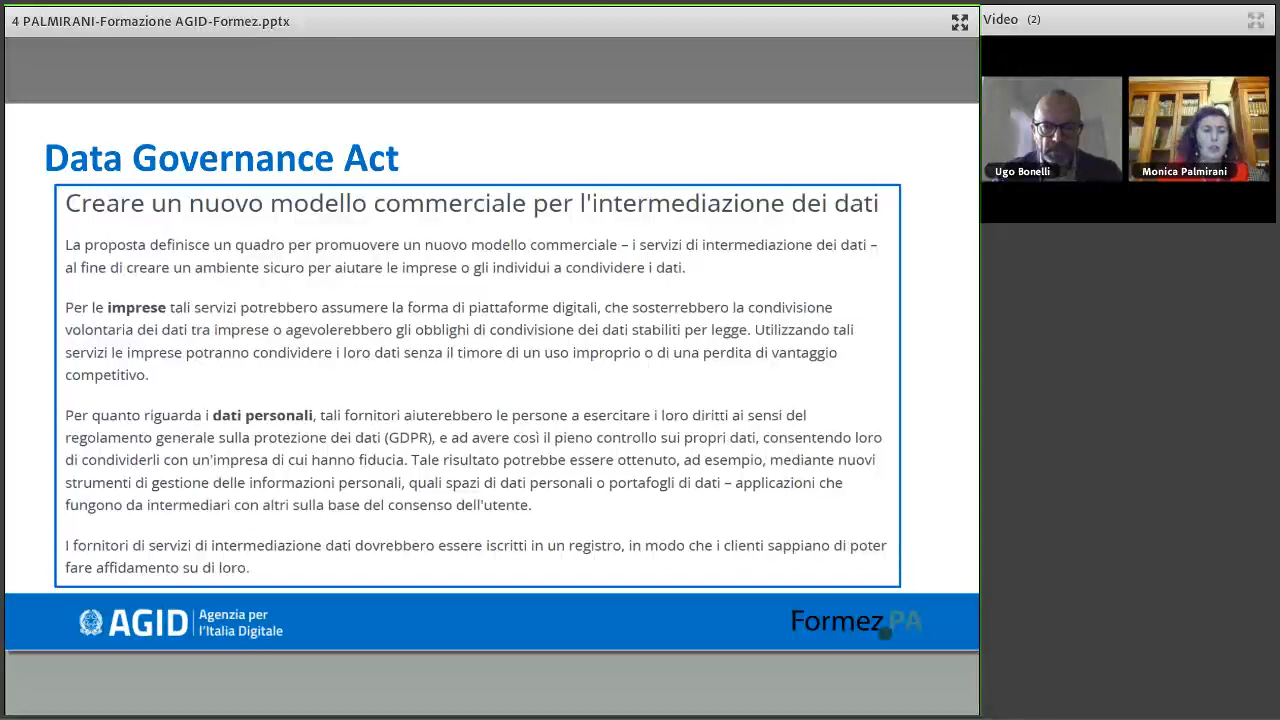 4 PALMIRANI-Formazione AGID-Formez.pptx
Video (2)
Ugo Bonelli
Monica Palmirani
Data Governance Act
Creare un nuovo modello commerciale per l'intermediazione dei dati
La proposta definisce un quadro per promuovere un nuovo modello commerciale – i servizi di intermediazione dei dati –
al fine di creare un ambiente sicuro per aiutare le imprese o gli individui a condividere i dati.
Per le imprese tali servizi potrebbero assumere la forma di piattaforme digitali, che sosterrebbero la condivisione
volontaria dei dati tra imprese o agevolerebbero gli obblighi di condivisione dei dati stabiliti per legge. Utilizzando tali
servizi le imprese potranno condividere i loro dati senza il timore di un uso improprio o di una perdita di vantaggio
competitivo.
Per quanto riguarda i dati personali, tali fornitori aiuterebbero le persone a esercitare i loro diritti ai sensi del
regolamento generale sulla protezione dei dati (GDPR), e ad avere così il pieno controllo sui propri dati, consentendo loro
di condividerli con un'impresa di cui hanno fiducia. Tale risultato potrebbe essere ottenuto, ad esempio, mediante nuovi
strumenti di gestione delle informazioni personali, quali spazi di dati personali o portafogli di dati – applicazioni che
fungono da intermediari con altri sulla base del consenso dell'utente.
I fornitori di servizi di intermediazione dati dovrebbero essere iscritti in un registro, in modo che i clienti sappiano di poter
fare affidamento su di loro.
AGID Agenzia per
l'Italia Digitale
Formez PA